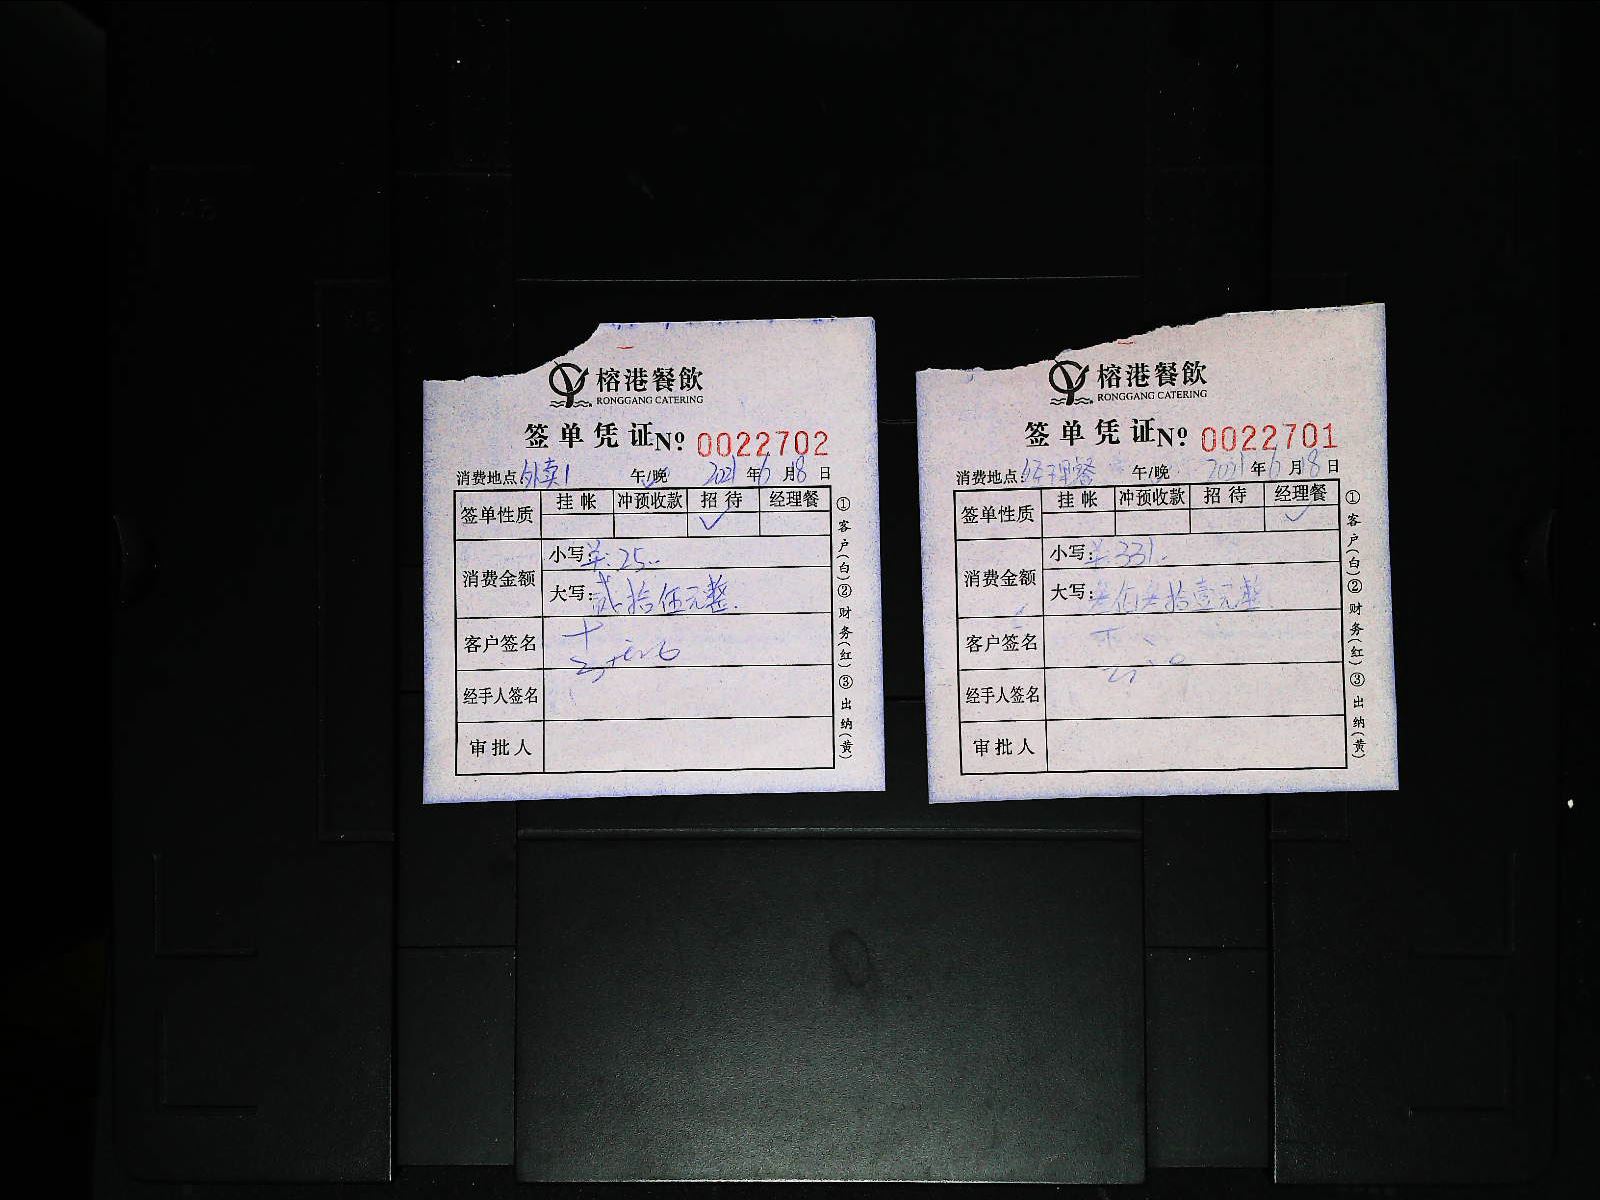 榕港餐飲
RONGGANG CATERING
签单凭证№ 0022702
消费地点:外卖1 午/晚 2021年6月18日
签单性质 挂帐 冲预收款 招待 经理餐
✓
消费金额
小写: 25..
大写: 贰拾伍元整.
客户签名
经手人签名
审批人
①客户(白)②财务(红)③出纳(黄)
榕港餐飲
RONGGANG CATERING
签单凭证№ 0022701
消费地点:经理餐 午/晚 2021年6月18日
签单性质 挂帐 冲预收款 招待 经理餐
✓
消费金额
小写: 331.
大写: 叁佰叁拾壹元整
客户签名
经手人签名
审批人
①客户(白)②财务(红)③出纳(黄)